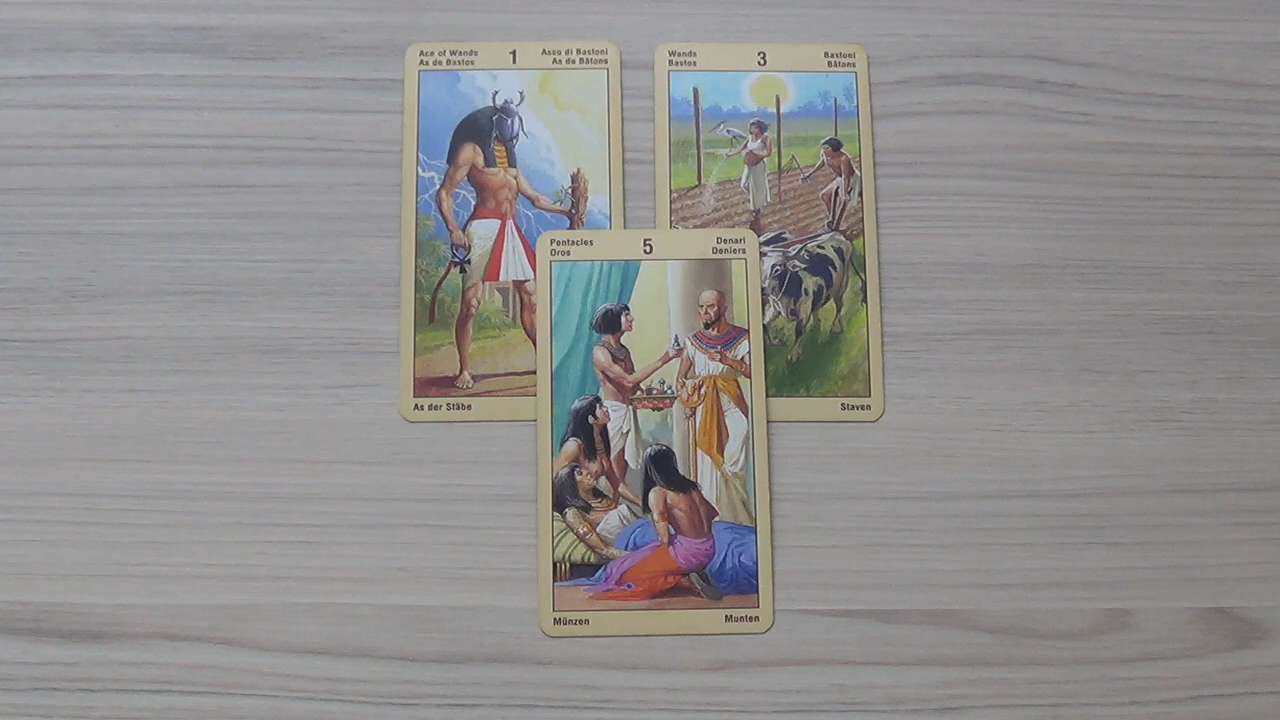 Ace of Wands 1 Asso di Bastoni
As de Bastos As de Bâtons
As der Stäbe
Wands 3 Bastoni
Bastos Bâtons
Staven
Pentacles 5 Denari
Oros Deniers
Münzen Munten